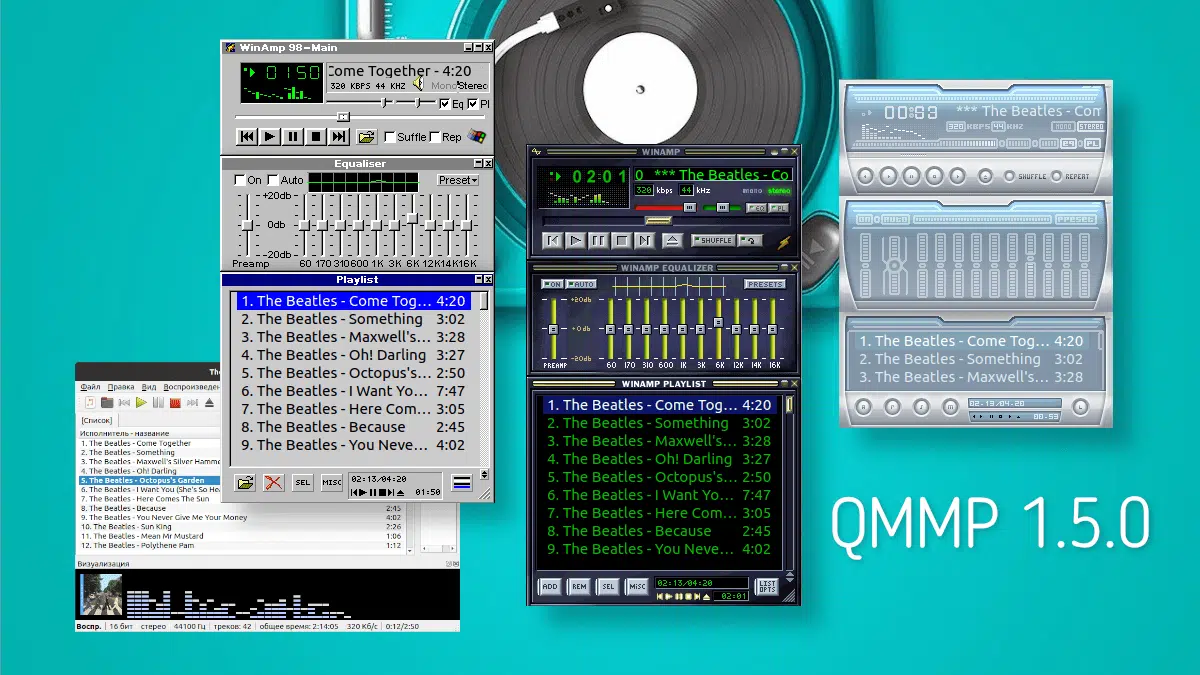 WinAmp 98-Main
0150
Come Together - 4:20
320 KBPS 44 KHZ
Mono Stereo
Eq Pl
Suffle Rep
Equaliser
On Auto
Preset
+20db
0db
-20db
Preamp 60 170 310 600 1K 3K 6K 12K 14K 16K
Playlist
1. The Beatles - Come Tog... 4:20
2. The Beatles - Something 3:02
3. The Beatles - Maxwell's... 3:28
4. The Beatles - Oh! Darling 3:27
5. The Beatles - Octopus's... 2:50
6. The Beatles - I Want Yo... 7:47
7. The Beatles - Here Com... 3:05
8. The Beatles - Because 2:45
9. The Beatles - You Neve... 4:02
SEL MISC
02:13/04:20
01:50
Файл Правка Вид
[Список]
Исполнитель - название
1. The Beatles - Come Together
2. The Beatles - Something
3. The Beatles - Maxwell's Silver
4. The Beatles - Oh! Darling
5. The Beatles - Octopus's Garden
6. The Beatles - I Want You (She's So
7. The Beatles - Here Comes The Sun
8. The Beatles - Because 2:45
9. The Beatles - You Never Give Me Your Money 4:02
10. The Beatles - Sun King 2:26
11. The Beatles - Mean Mr Mustard 1:06
12. The Beatles - Polythene Pam 1:12
Визуализация
Воспр. 16 бит стерео 44100 Гц треков: 42 общее время: 2:14:05 320 Кб/с 0:12/2:50
WINAMP
02:01
0 *** The Beatles - Co
320 kbps 44 kHz
mono stereo
EQ PL
SHUFFLE
WINAMP EQUALIZER
ON AUTO
PRESETS
+20db
+0db
-20db
PREAMP 60 170 310 600 1K 3K 6K 12K 14K 16K
WINAMP PLAYLIST
1. The Beatles - Come Tog... 4:20
2. The Beatles - Something 3:02
3. The Beatles - Maxwell's... 3:28
4. The Beatles - Oh! Darling 3:27
5. The Beatles - Octopus's... 2:50
6. The Beatles - I Want Yo... 7:47
7. The Beatles - Here Com... 3:05
8. The Beatles - Because 2:45
9. The Beatles - You Neve... 4:02
ADD REM SEL MISC
02:13/04:20
02:01
LIST
OPTS
00:63
*** The Beatles - Com
320 KBPS 44 KHZ
MONO STEREO
EQ PL
SHUFFLE REPEAT
ON AUTO
PRESET
1. The Beatles - Come Tog... 4:20
2. The Beatles - Something 3:02
3. The Beatles - Maxwell's... 3:28
02:13/04:20
QMMP 1.5.0